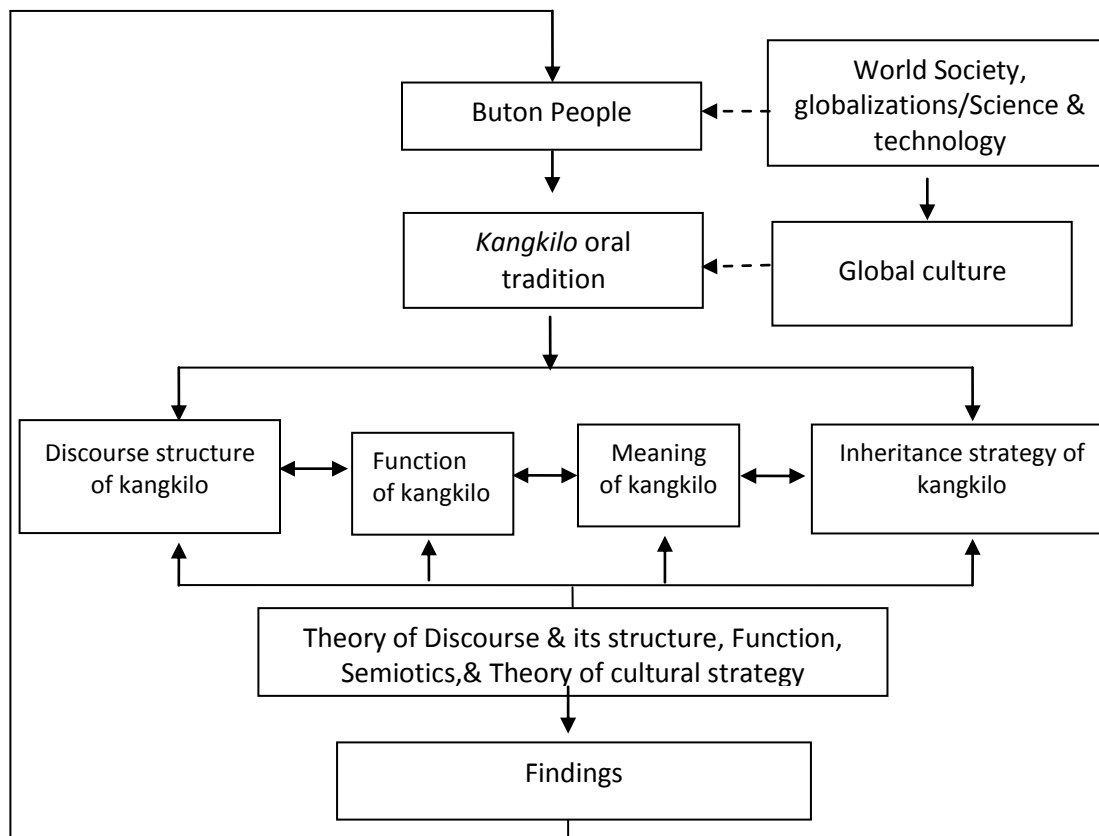 World Society,
globalizations/Science &
technology
Buton People
Kangkilo oral
tradition
Global culture
Discourse structure
of kangkilo
Function
of kangkilo
Meaning
of kangkilo
Inheritance strategy of
kangkilo
Theory of Discourse & its structure, Function,
Semiotics,& Theory of cultural strategy
Findings